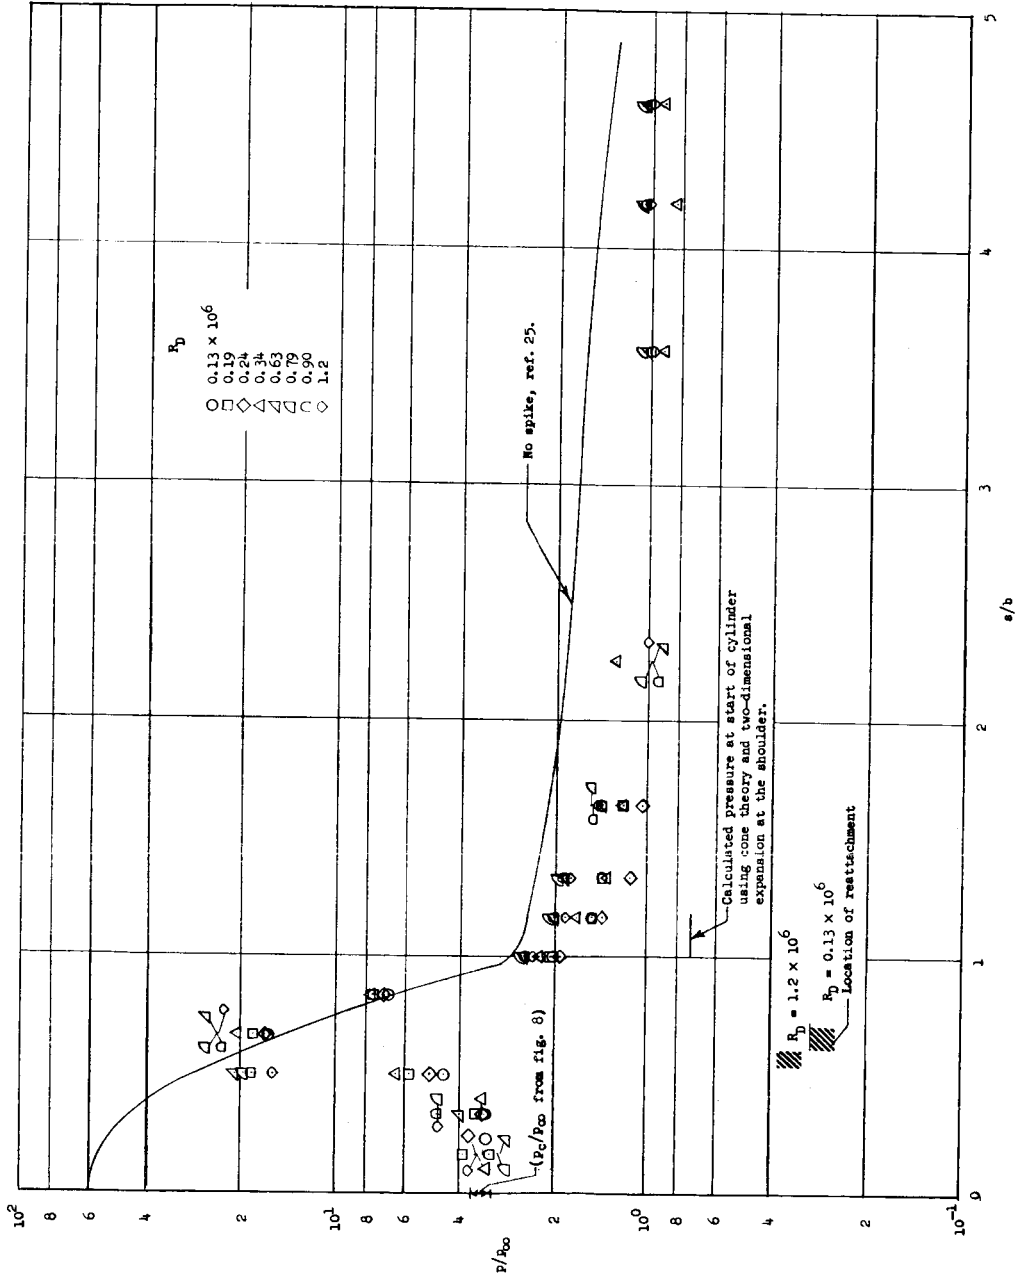 10²
6
4
2
10¹
8
6
4
2
10⁰
8
6
4
2
10⁻¹
p/p∞
0
1
2
3
4
5
s/b
R_D
○ 0.13 × 10⁶
□ 0.19
◇ 0.24
△ 0.34
0.63
0.79
0.90
◇ 1.2
No spike, ref. 25.
Calculated pressure at start of cylinder
using cone theory and two-dimensional
expansion at the shoulder.
(p_c/p∞ from fig. 8)
R_D = 1.2 × 10⁶
R_D = 0.13 × 10⁶
Location of reattachment